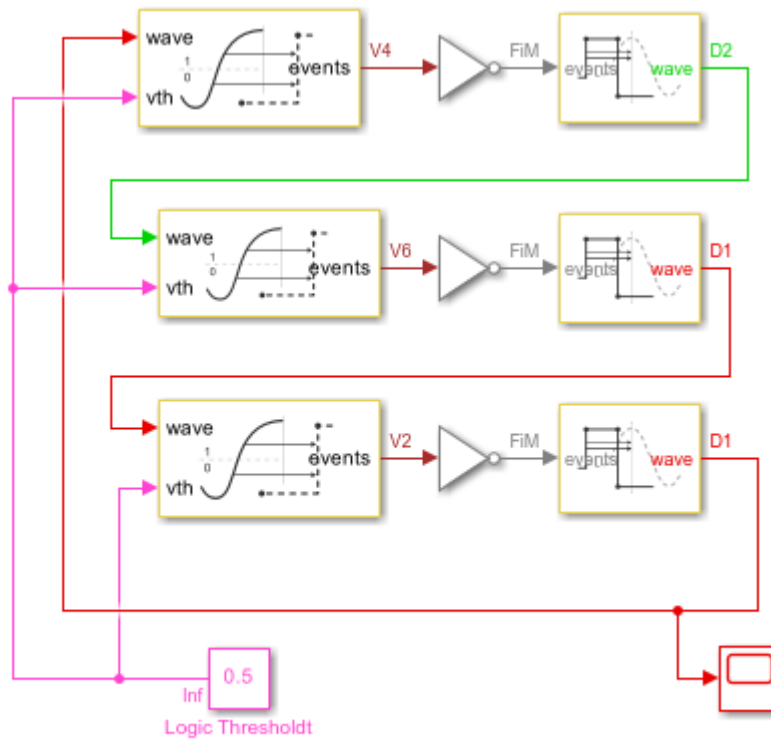 wave
1
0
vth
events
V4
FiM
events
wave
D2
wave
1
0
vth
events
V6
FiM
events
wave
D1
wave
1
0
vth
events
V2
FiM
events
wave
D1
Inf
0.5
Logic Thresholdt